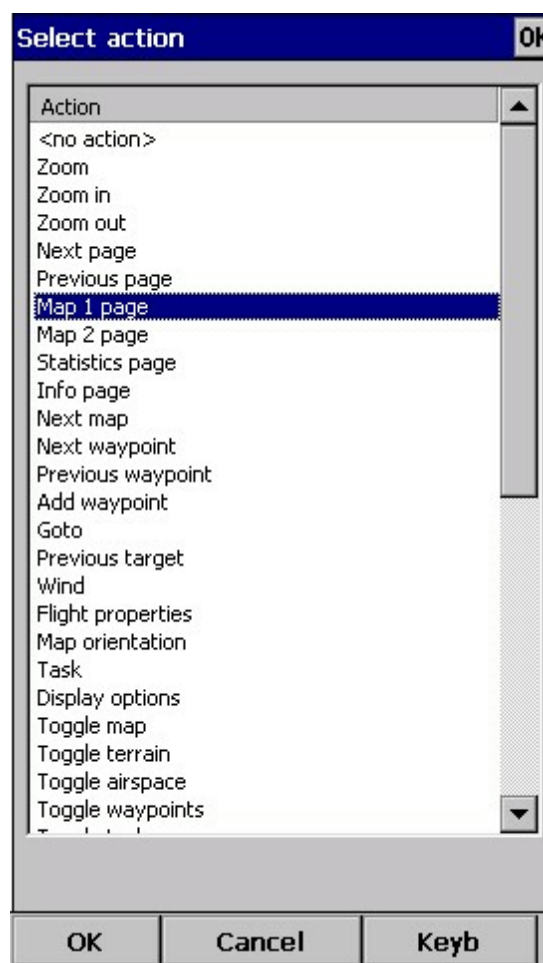 Select action
OK
Action
<no action>
Zoom
Zoom in
Zoom out
Next page
Previous page
Map 1 page
Map 2 page
Statistics page
Info page
Next map
Next waypoint
Previous waypoint
Add waypoint
Goto
Previous target
Wind
Flight properties
Map orientation
Task
Display options
Toggle map
Toggle terrain
Toggle airspace
Toggle waypoints
OK
Cancel
Keyb